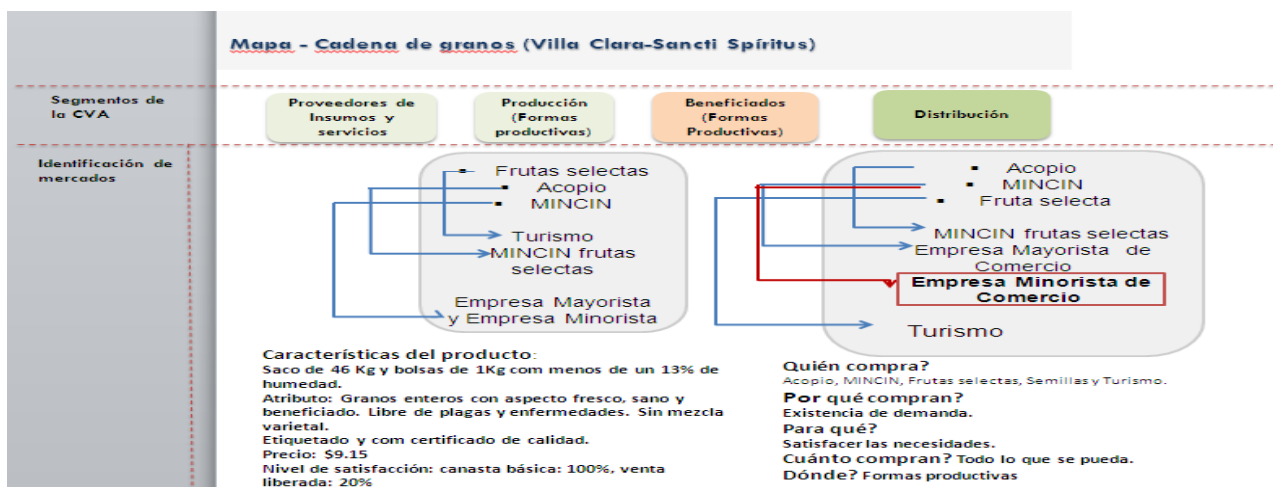 Mapa - Cadena de granos (Villa Clara-Sancti Spíritus)
Segmentos de
la CVA
Proveedores de
Insumos y
servicios
Producción
(Formas
productivas)
Beneficiados
(Formas
Productivas)
Distribución
Identificación de
mercados
Frutas selectas
Acopio
MINCIN
Turismo
MINCIN frutas
selectas
Empresa Mayorista
y Empresa Minorista
Acopio
MINCIN
Fruta selecta
MINCIN frutas selectas
Empresa Mayorista de
Comercio
Empresa Minorista de
Comercio
Turismo
Características del producto:
Saco de 46 Kg y bolsas de 1Kg com menos de un 13% de
humedad.
Atributo: Granos enteros con aspecto fresco, sano y
beneficiado. Libre de plagas y enfermedades. Sin mezcla
varietal.
Etiquetado y com certificado de calidad.
Precio: $9.15
Nivel de satisfacción: canasta básica: 100%, venta
liberada: 20%
Quién compra?
Acopio, MINCIN, Frutas selectas, Semillas y Turismo.
Por qué compran?
Existencia de demanda.
Para qué?
Satisfacer las necesidades.
Cuánto compran? Todo lo que se pueda.
Dónde? Formas productivas